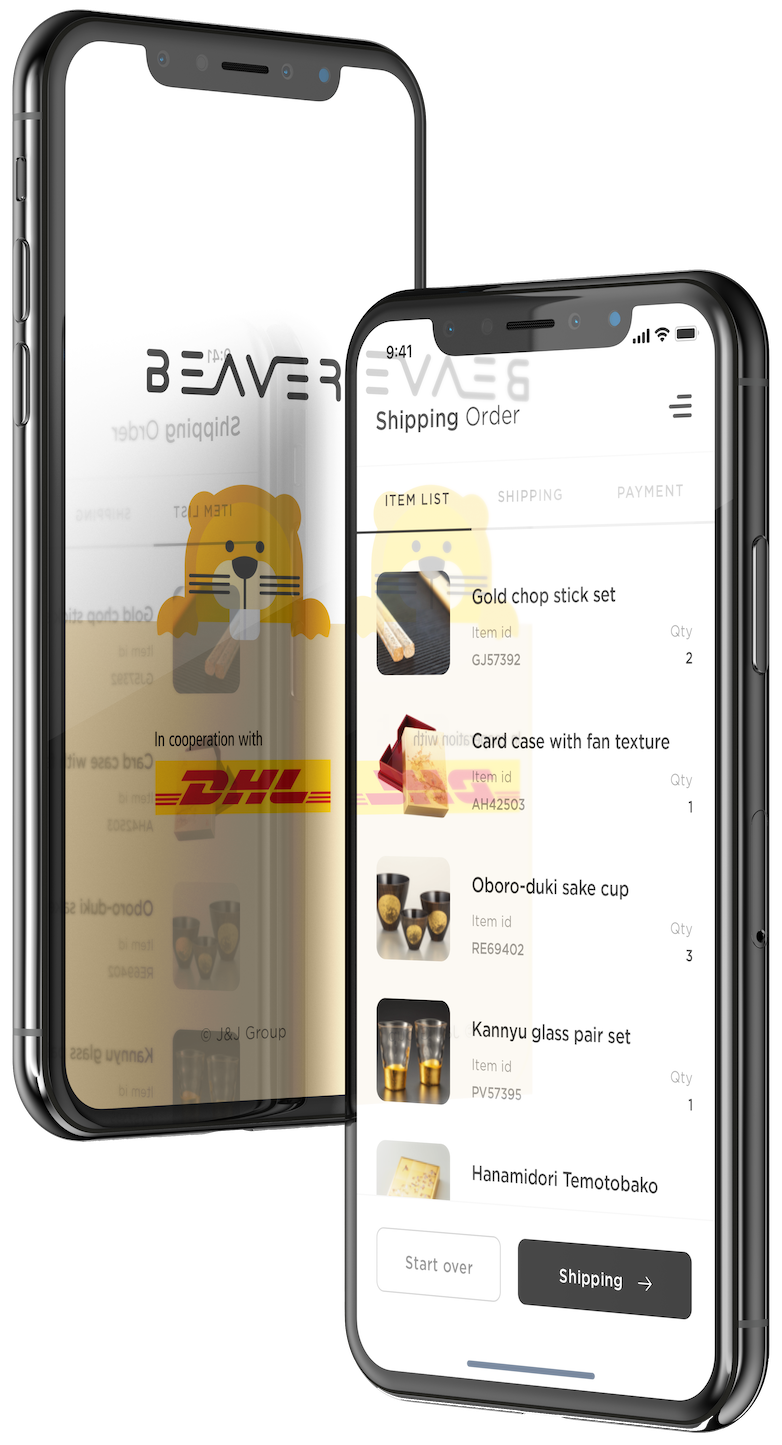 BEAVER
In cooperation with
DHL
© J&J Group
9:41
Shipping Order
ITEM LIST SHIPPING PAYMENT
Gold chop stick set
Item id
Qty
GJ57392
2
Card case with fan texture
Item id
Qty
AH42503
1
Oboro-duki sake cup
Item id
Qty
RE69402
3
Kannyu glass pair set
Item id
Qty
PV57395
1
Hanamidori Temotobako
Start over
Shipping →